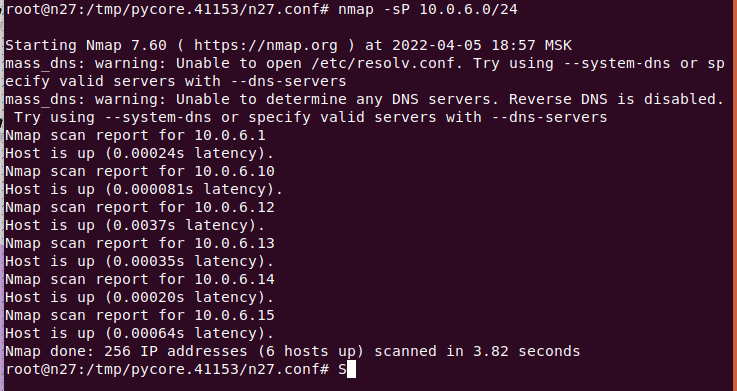 root@n27:/tmp/pycore.41153/n27.conf# nmap -sP 10.0.6.0/24

Starting Nmap 7.60 ( https://nmap.org ) at 2022-04-05 18:57 MSK
mass_dns: warning: Unable to open /etc/resolv.conf. Try using --system-dns or sp
ecify valid servers with --dns-servers
mass_dns: warning: Unable to determine any DNS servers. Reverse DNS is disabled.
 Try using --system-dns or specify valid servers with --dns-servers
Nmap scan report for 10.0.6.1
Host is up (0.00024s latency).
Nmap scan report for 10.0.6.10
Host is up (0.000081s latency).
Nmap scan report for 10.0.6.12
Host is up (0.0037s latency).
Nmap scan report for 10.0.6.13
Host is up (0.00035s latency).
Nmap scan report for 10.0.6.14
Host is up (0.00020s latency).
Nmap scan report for 10.0.6.15
Host is up (0.00064s latency).
Nmap done: 256 IP addresses (6 hosts up) scanned in 3.82 seconds
root@n27:/tmp/pycore.41153/n27.conf# S